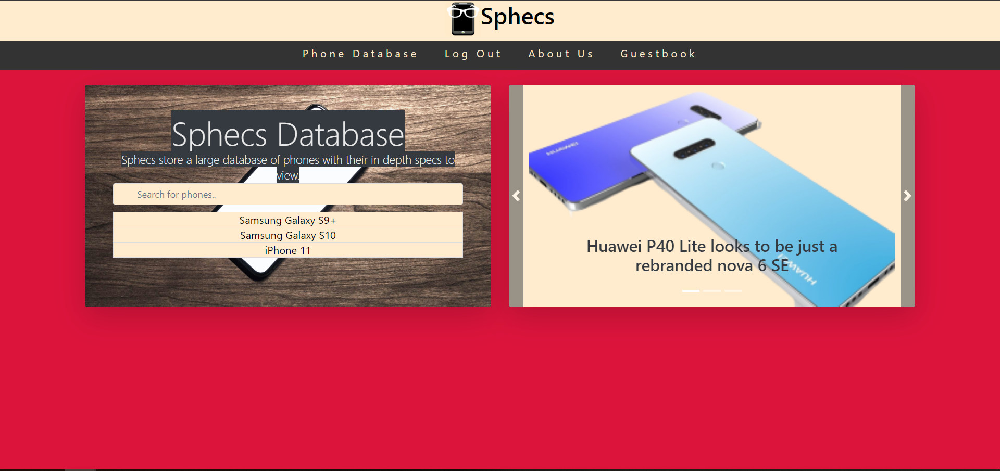 Sphecs
Phone Database
Log Out
About Us
Guestbook
Sphecs Database
Sphecs store a large database of phones with their in depth specs to
view.
Search for phones..
Samsung Galaxy S9+
Samsung Galaxy S10
iPhone 11
HUAWEI
HUAWEI
Huawei P40 Lite looks to be just a
rebranded nova 6 SE